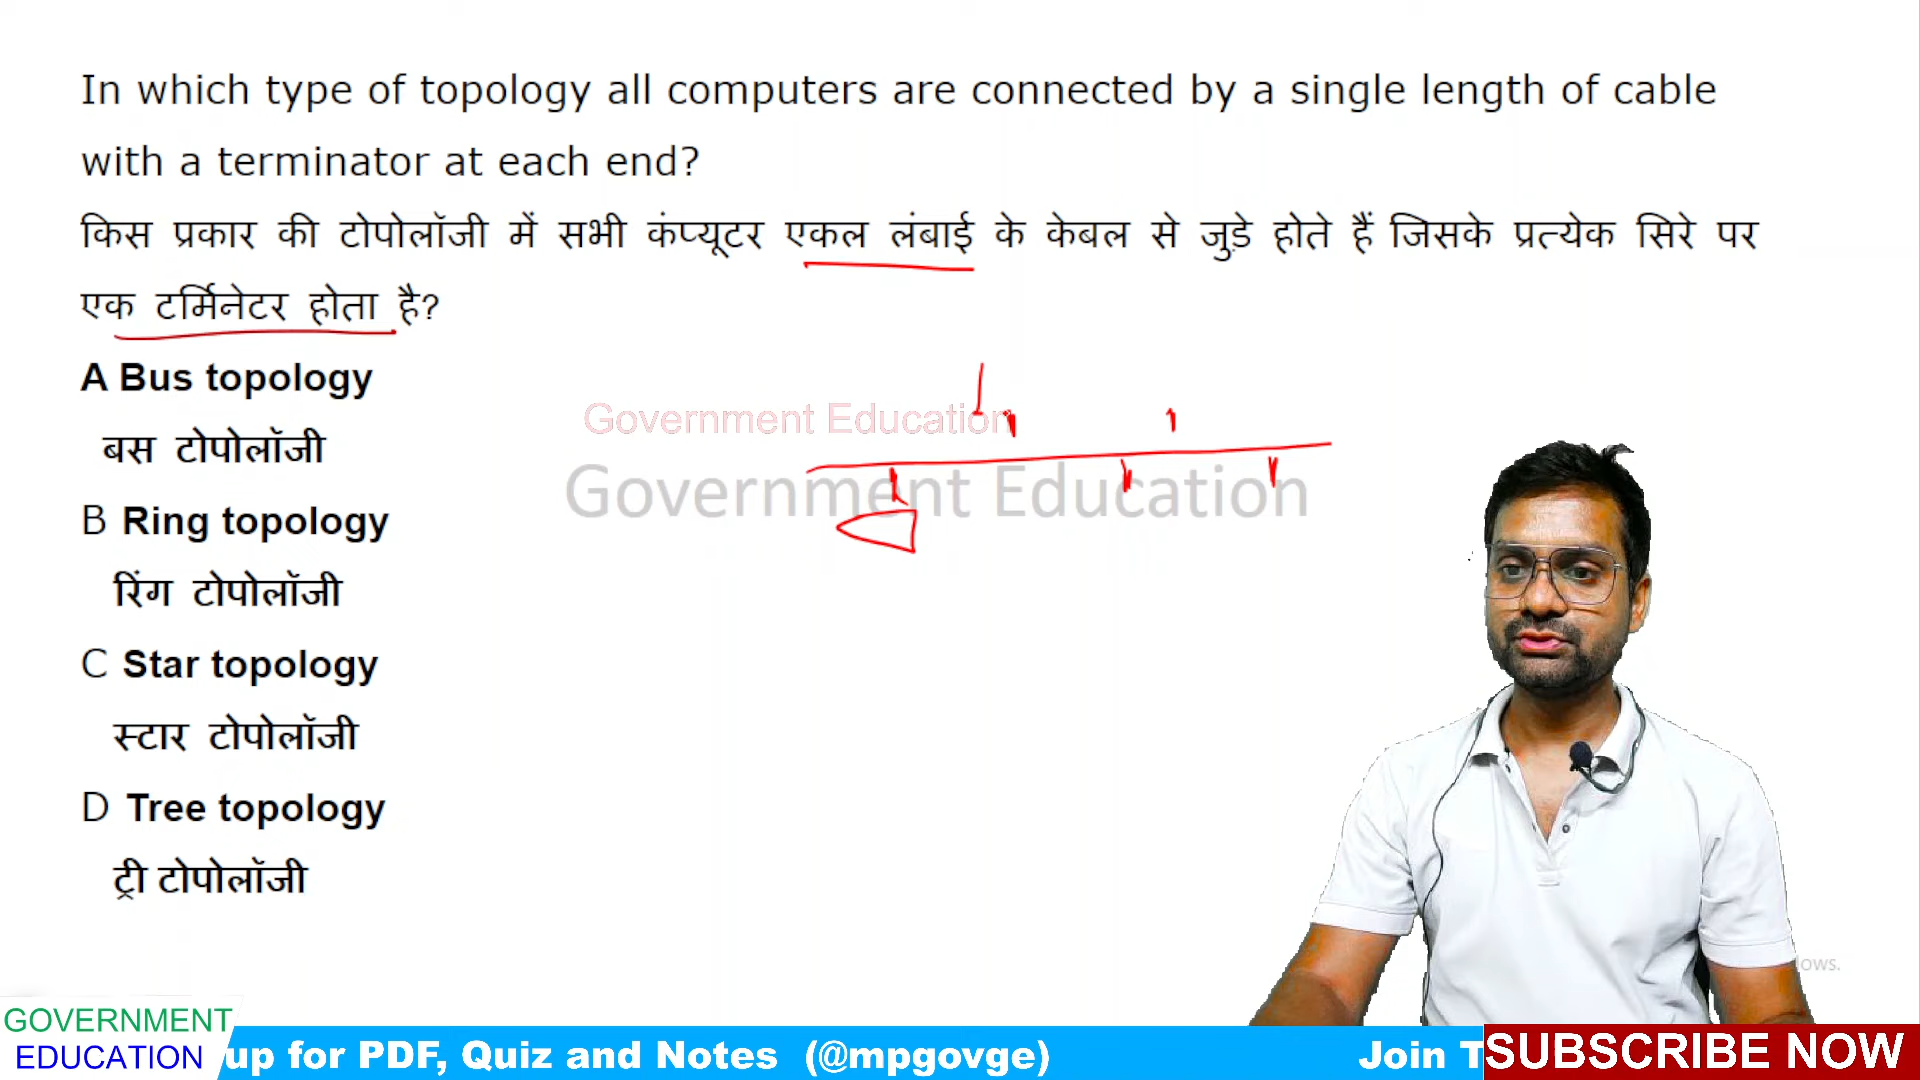 In which type of topology all computers are connected by a single length of cable
with a terminator at each end?
किस प्रकार की टोपोलॉजी में सभी कंप्यूटर एकल लंबाई के केबल से जुड़े होते हैं जिसके प्रत्येक सिरे पर
एक टर्मिनेटर होता है?
A Bus topology
बस टोपोलॉजी
B Ring topology
रिंग टोपोलॉजी
C Star topology
स्टार टोपोलॉजी
D Tree topology
ट्री टोपोलॉजी
Government Education
Government Education
GOVERNMENT
EDUCATION
up for PDF, Quiz and Notes (@mpgovge)
Join
SUBSCRIBE NOW